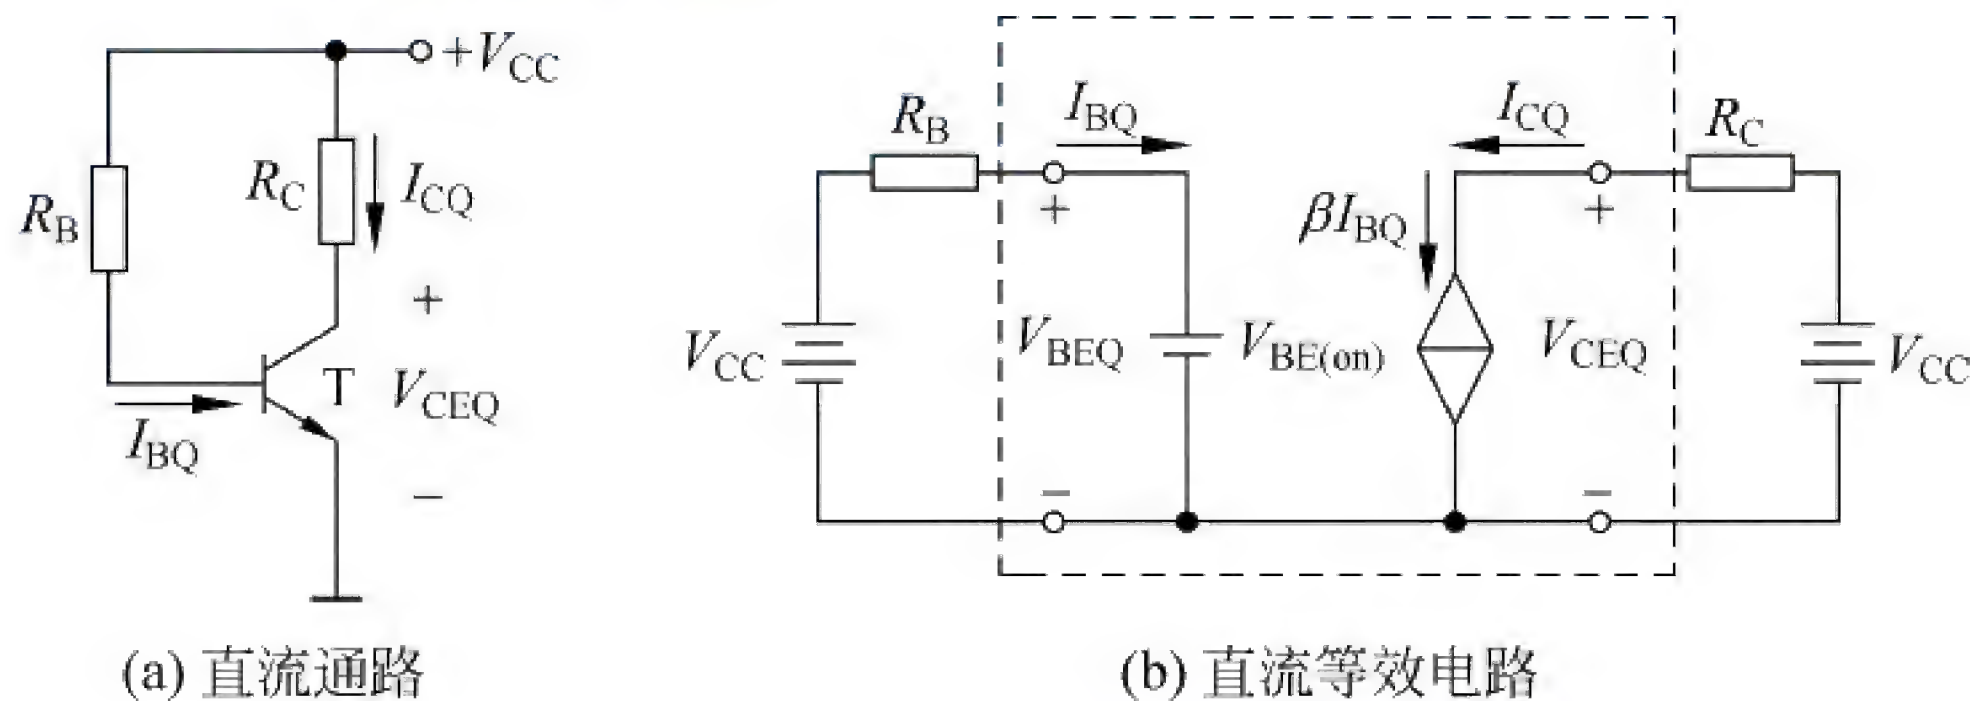 +V_CC
R_B
R_C
I_CQ
+
T
V_CEQ
I_BQ
−
(a) 直流通路
R_B
I_BQ
I_CQ
R_C
+
+
βI_BQ
V_CC
V_BEQ
V_BE(on)
V_CEQ
V_CC
−
−
(b) 直流等效电路